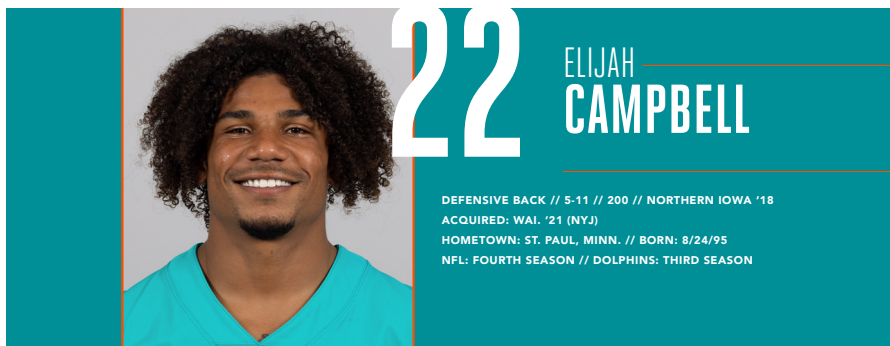 22
ELIJAH
CAMPBELL
DEFENSIVE BACK // 5-11 // 200 // NORTHERN IOWA ‘18
ACQUIRED: WAI. ‘21 (NYJ)
HOMETOWN: ST. PAUL, MINN. // BORN: 8/24/95
NFL: FOURTH SEASON // DOLPHINS: THIRD SEASON